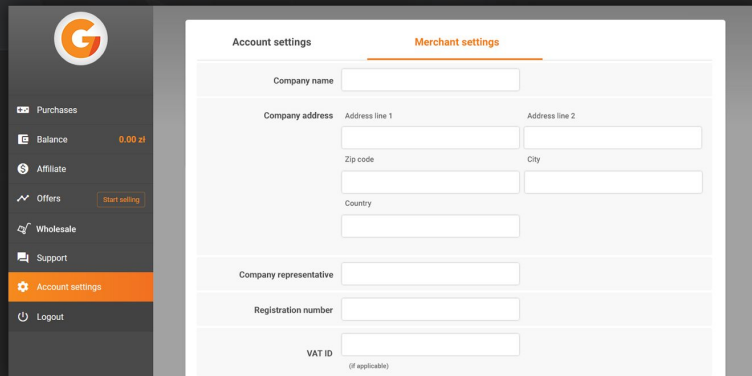 G
Purchases
Balance 0.00 zł
Affiliate
Offers Start selling
Wholesale
Support
Account settings
Logout
Account settings Merchant settings
Company name
Company address Address line 1 Address line 2
Zip code City
Country
Company representative
Registration number
VAT ID
(if applicable)